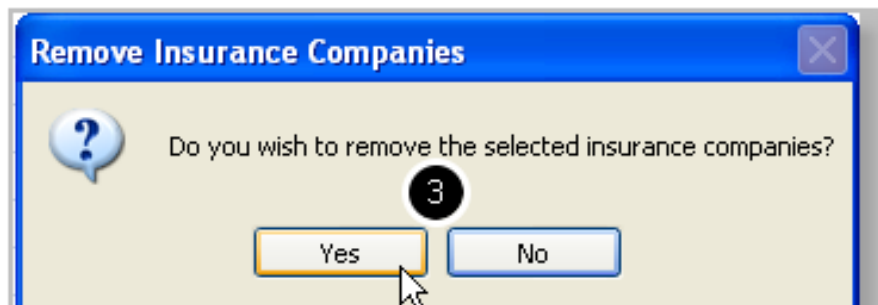 Remove Insurance Companies
?
Do you wish to remove the selected insurance companies?
3
Yes No